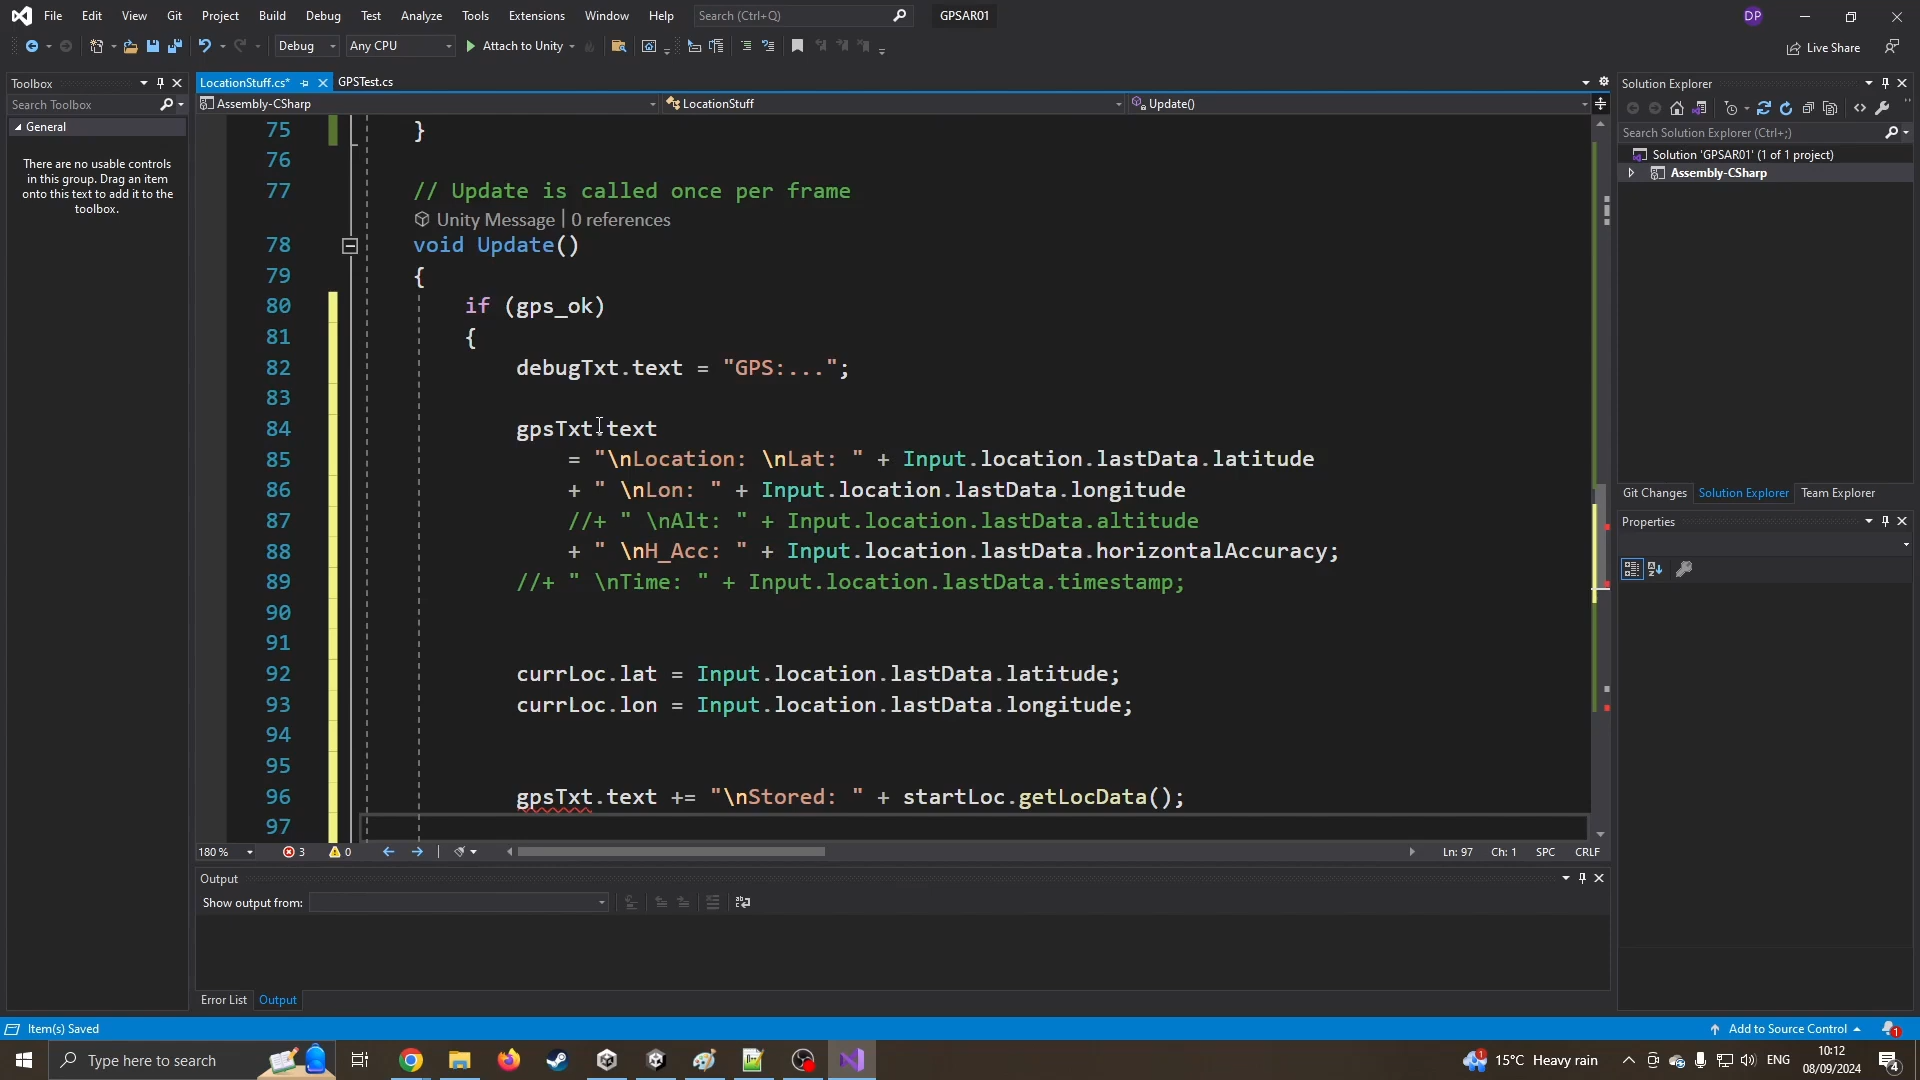 File Edit View Git Project Build Debug Test Analyze Tools Extensions Window Help Search (Ctrl+Q) GPSAR01 DP
Debug Any CPU Attach to Unity Live Share
Toolbox
Search Toolbox
General
There are no usable controls
in this group. Drag an item
onto this text to add it to the
toolbox.
LocationStuff.cs* GPSTest.cs
Assembly-CSharp LocationStuff Update()
75 }
76
77 // Update is called once per frame
Unity Message | 0 references
78 void Update()
79 {
80 if (gps_ok)
81 {
82 debugTxt.text = "GPS:...";
83
84 gpsTxt.text
85 = "\nLocation: \nLat: " + Input.location.lastData.latitude
86 + " \nLon: " + Input.location.lastData.longitude
87 //+ " \nAlt: " + Input.location.lastData.altitude
88 + " \nH_Acc: " + Input.location.lastData.horizontalAccuracy;
89 //+ " \nTime: " + Input.location.lastData.timestamp;
90
91
92 currLoc.lat = Input.location.lastData.latitude;
93 currLoc.lon = Input.location.lastData.longitude;
94
95
96 gpsTxt.text += "\nStored: " + startLoc.getLocData();
97
180 % 3 0 Ln: 97 Ch: 1 SPC CRLF
Output
Show output from:
Error List Output
Solution Explorer
Search Solution Explorer (Ctrl+;)
Solution 'GPSAR01' (1 of 1 project)
Assembly-CSharp
Git Changes Solution Explorer Team Explorer
Properties
Item(s) Saved Add to Source Control 1
Type here to search 1 15°C Heavy rain ENG 10:12
08/09/2024 4